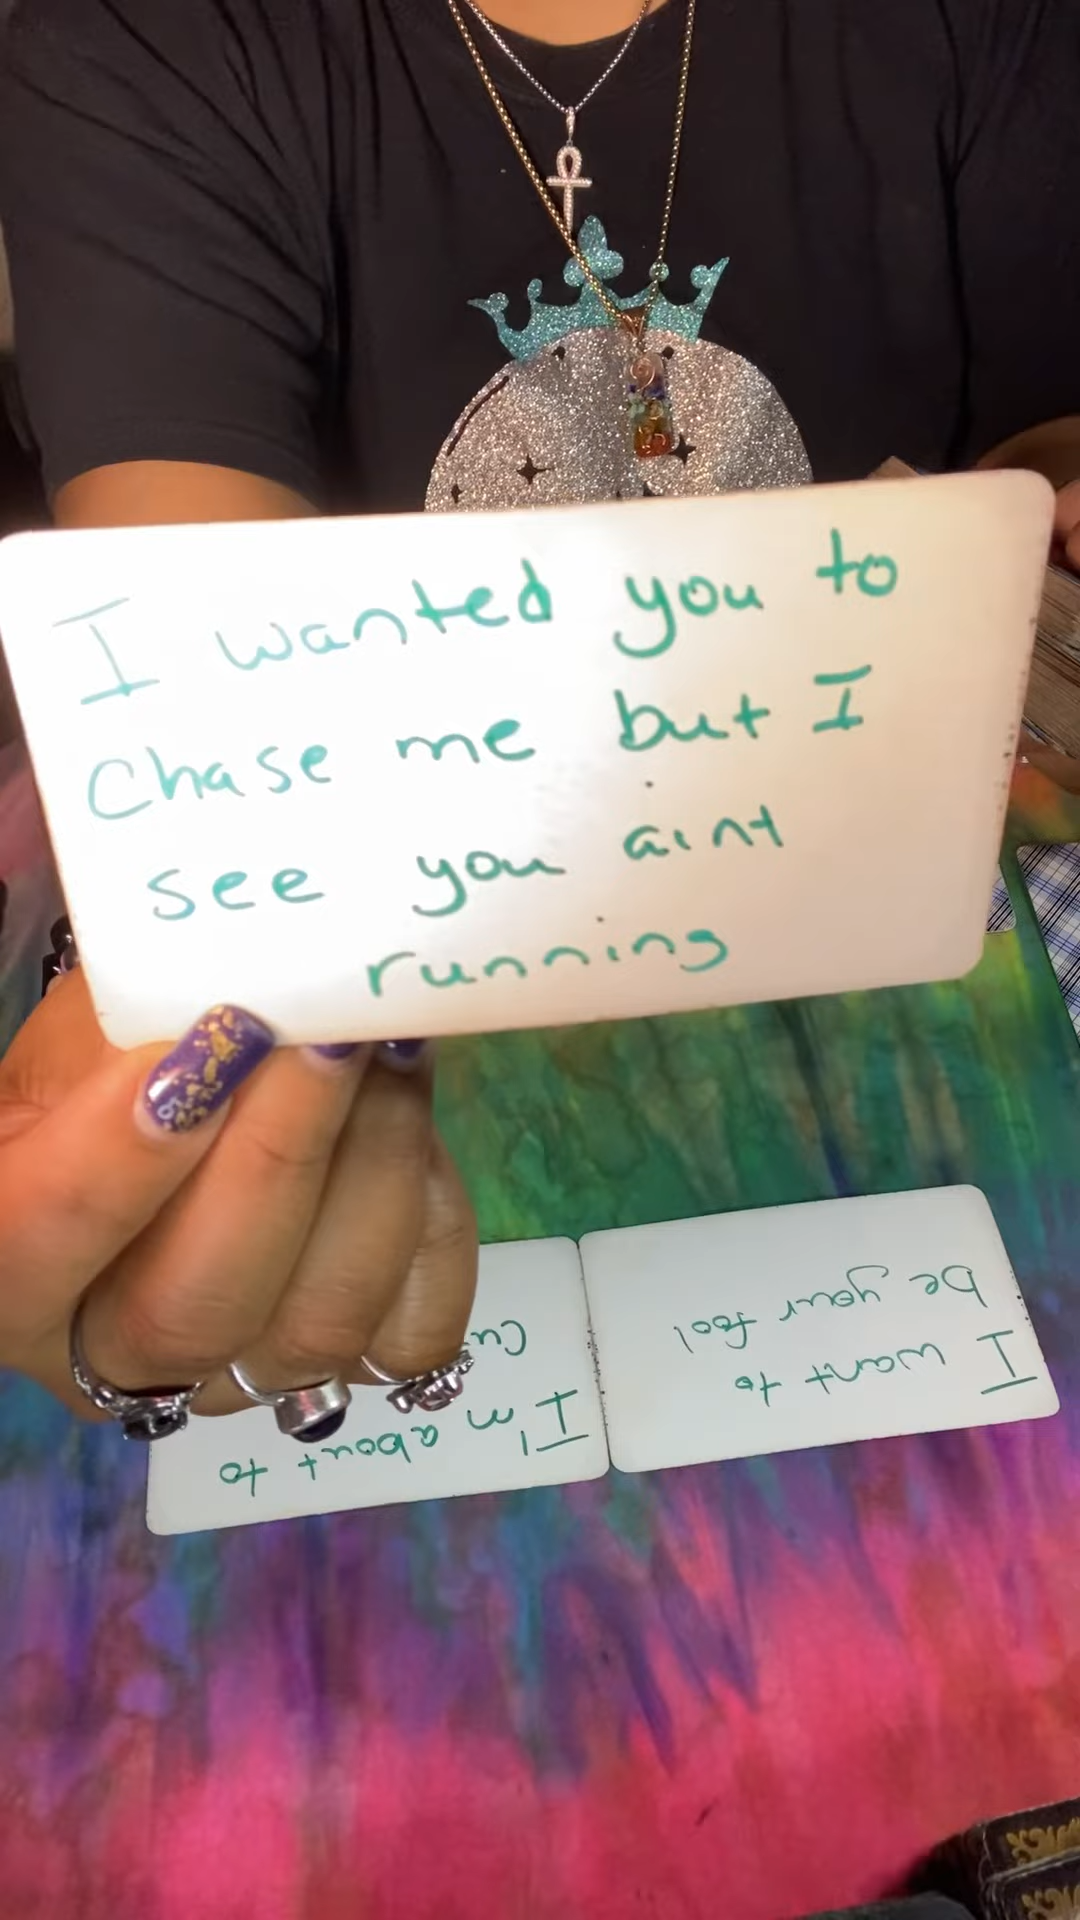 I wanted you to
Chase me but I
see you aint
running
I want to
be your fool
I'm about to